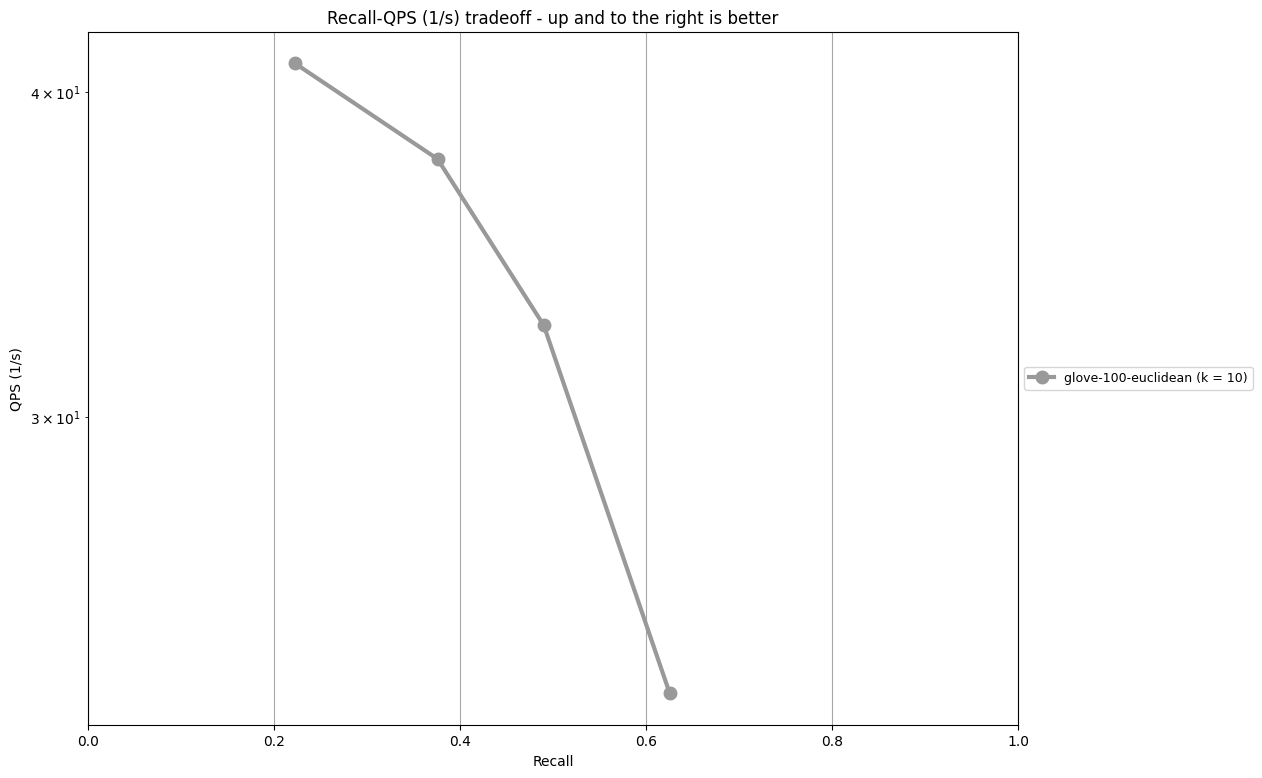 Recall-QPS (1/s) tradeoff - up and to the right is better
4 × 10¹
3 × 10¹
QPS (1/s)
glove-100-euclidean (k = 10)
0.0 0.2 0.4 0.6 0.8 1.0
Recall